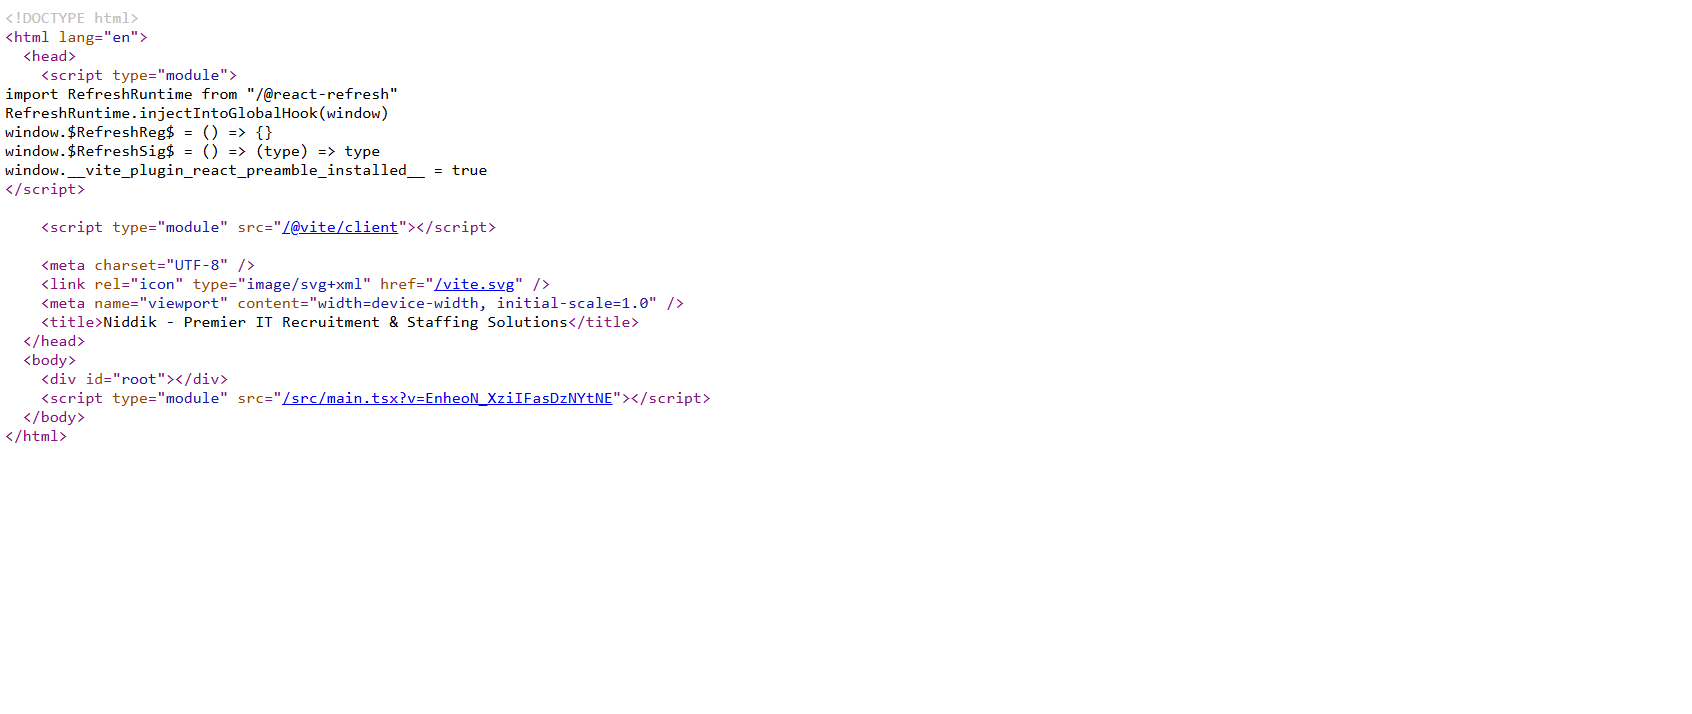 <!DOCTYPE html>
<html lang="en">
  <head>
    <script type="module">
import RefreshRuntime from "/@react-refresh"
RefreshRuntime.injectIntoGlobalHook(window)
window.$RefreshReg$ = () => {}
window.$RefreshSig$ = () => (type) => type
window.__vite_plugin_react_preamble_installed__ = true
</script>
    <script type="module" src="/@vite/client"></script>
    <meta charset="UTF-8" />
    <link rel="icon" type="image/svg+xml" href="/vite.svg" />
    <meta name="viewport" content="width=device-width, initial-scale=1.0" />
    <title>Niddik - Premier IT Recruitment & Staffing Solutions</title>
  </head>
  <body>
    <div id="root"></div>
    <script type="module" src="/src/main.tsx?v=EnheoN_XziIFasDzNYtNE"></script>
  </body>
</html>